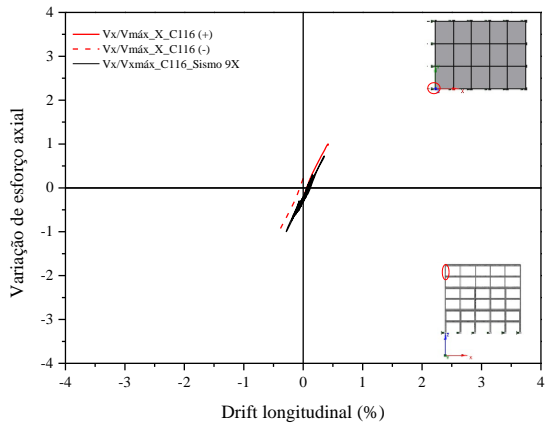 Vx/Vmáx_X_C116 (+)
Vx/Vmáx_X_C116 (-)
Vx/Vxmáx_C116_Sismo 9X
4
3
2
1
0
-1
-2
-3
-4
-4 -3 -2 -1 0 1 2 3 4
Variação de esforço axial
Drift longitudinal (%)
x
z
x